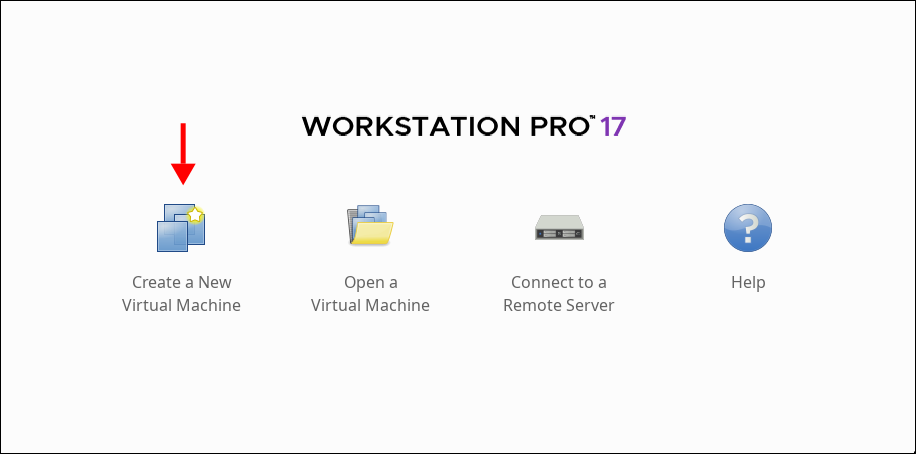 WORKSTATION PRO™ 17
Create a New
Virtual Machine
Open a
Virtual Machine
Connect to a
Remote Server
?
Help